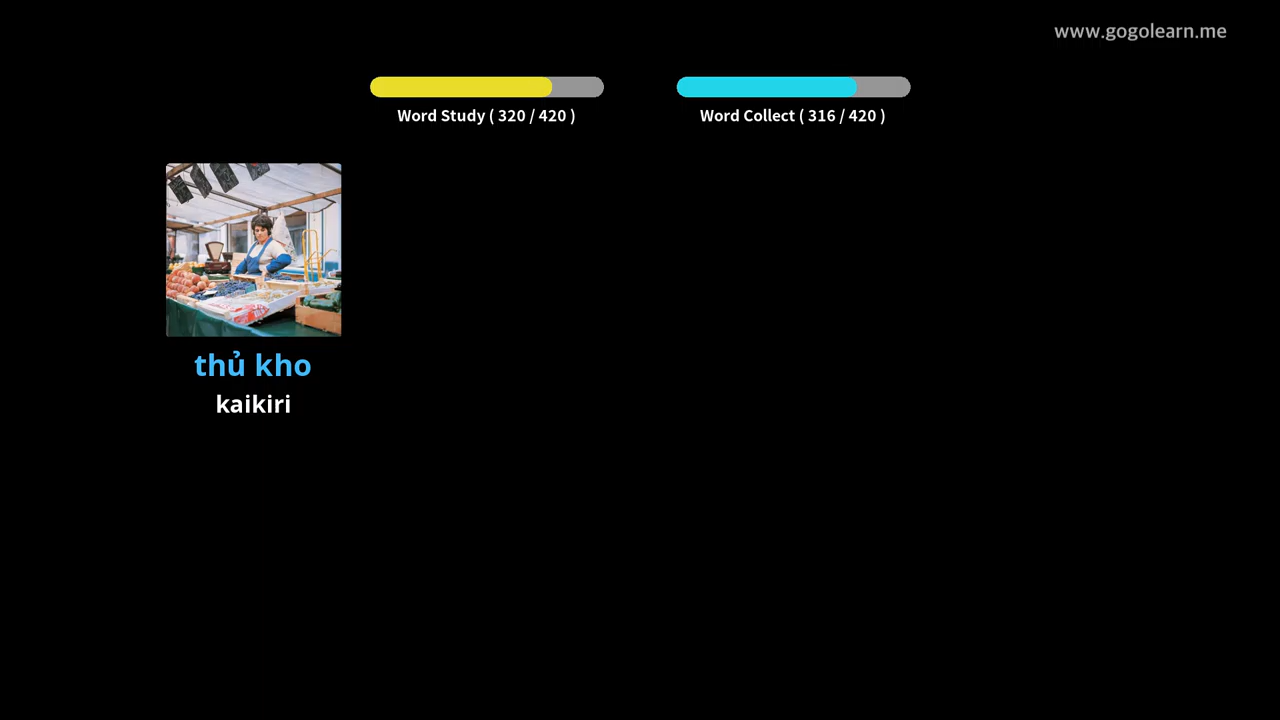 www.gogolearn.me
Word Study ( 320 / 420 )
Word Collect ( 316 / 420 )
thủ kho
kaikiri